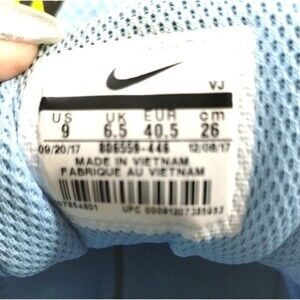 VJ
US UK EUR cm
9 6.5 40.5 26
09/20/17 806556-446 12/08/17
MADE IN VIETNAM
FABRIQUE AU VIETNAM
UPC